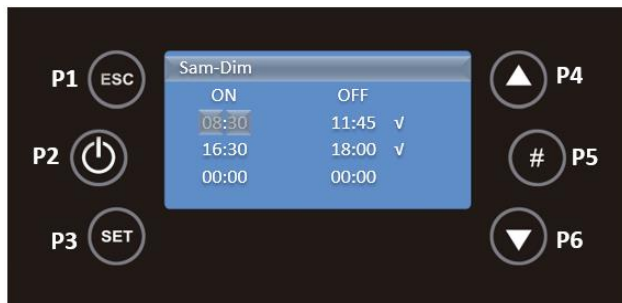 P1 ESC
P2
P3 SET
Sam-Dim
ON OFF
08:30 11:45 √
16:30 18:00 √
00:00 00:00
P4
# P5
P6